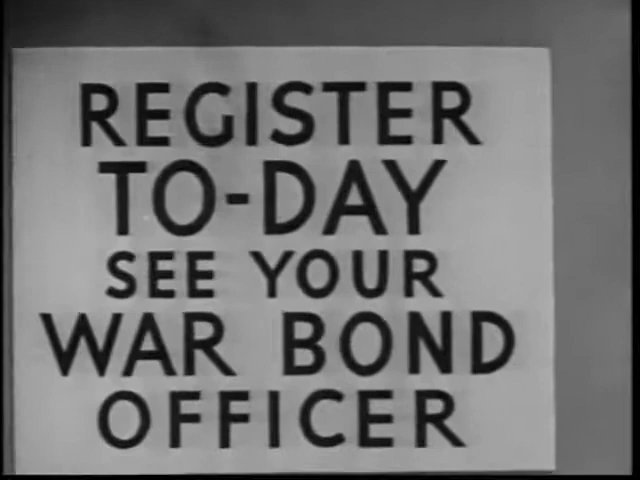 REGISTER
TO-DAY
SEE YOUR
WAR BOND
OFFICER